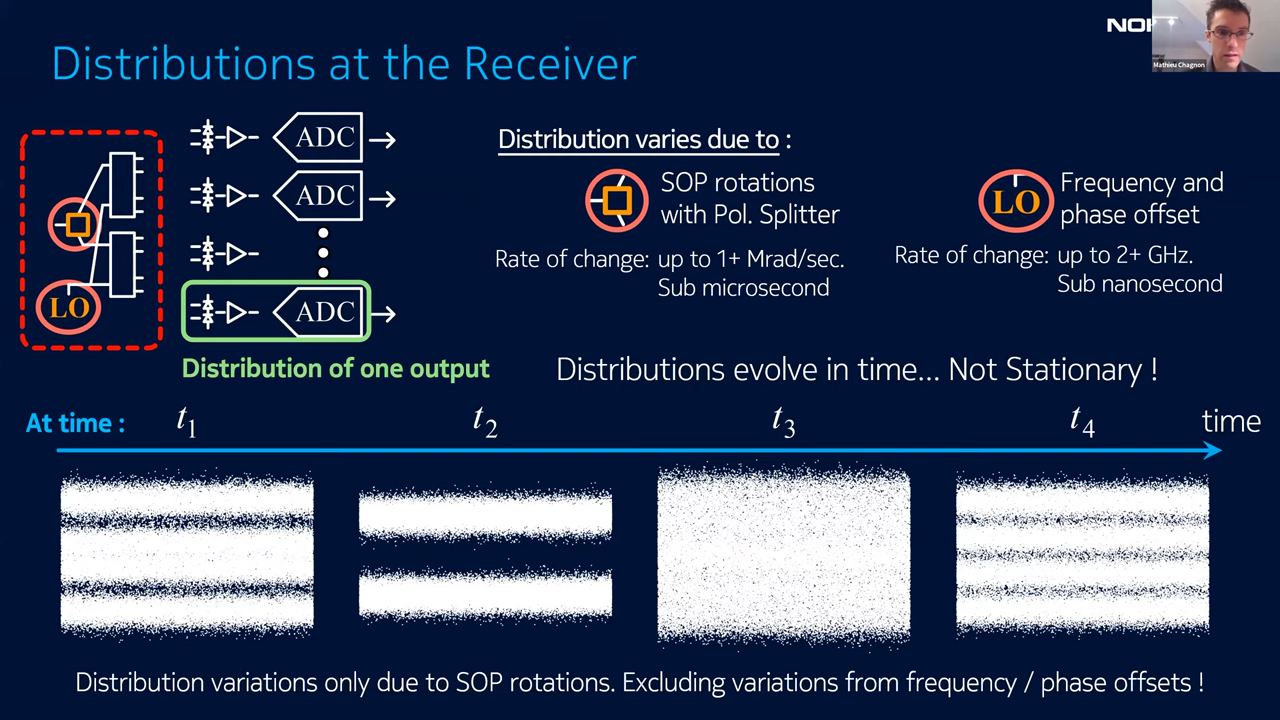 NOK
Mathieu Chagnon
Distributions at the Receiver
ADC
ADC
ADC
LO
Distribution of one output
Distribution varies due to :
SOP rotations
with Pol. Splitter
Rate of change: up to 1+ Mrad/sec.
Sub microsecond
LO
Frequency and
phase offset
Rate of change: up to 2+ GHz.
Sub nanosecond
Distributions evolve in time... Not Stationary !
At time : t1 t2 t3 t4 time
Distribution variations only due to SOP rotations. Excluding variations from frequency / phase offsets !